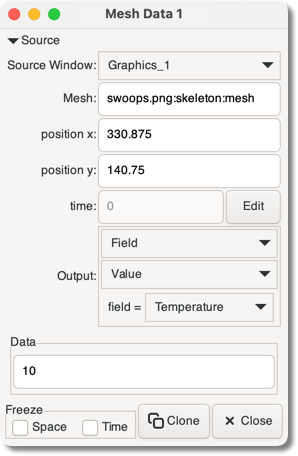 Mesh Data 1
Source
Source Window: Graphics_1
Mesh: swoops.png:skeleton:mesh
position x: 330.875
position y: 140.75
time: 0 Edit
Field
Output: Value
field = Temperature
Data
10
Freeze
Space Time Clone Close